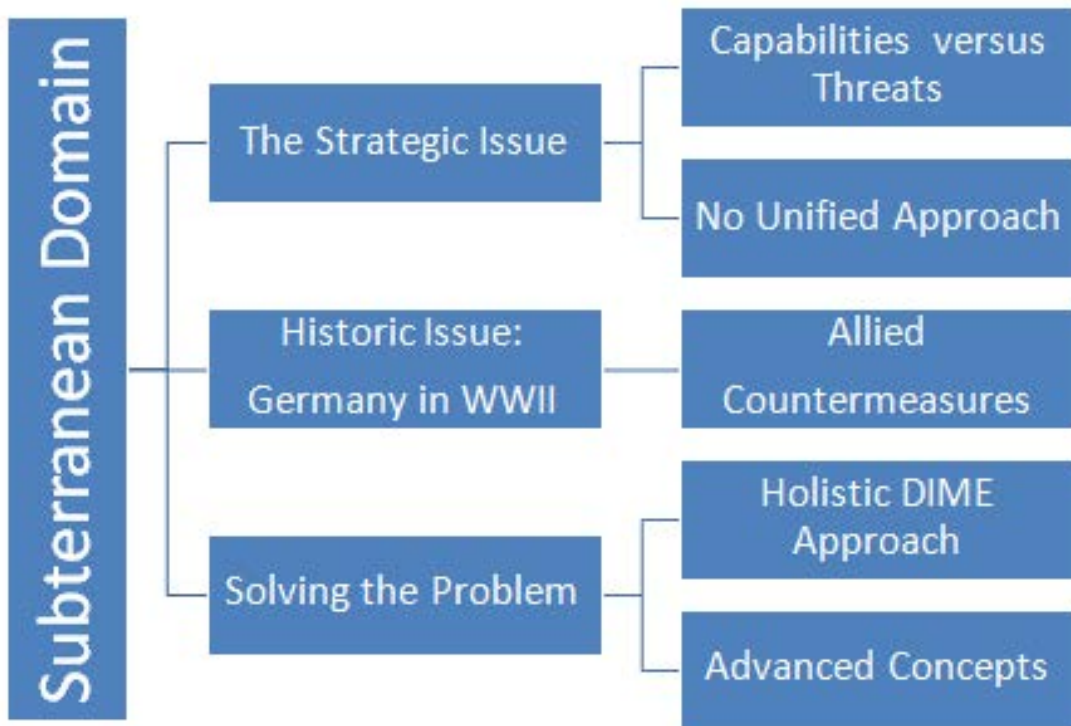 Subterranean Domain
The Strategic Issue
Capabilities versus
Threats
No Unified Approach
Historic Issue:
Germany in WWII
Allied
Countermeasures
Solving the Problem
Holistic DIME
Approach
Advanced Concepts